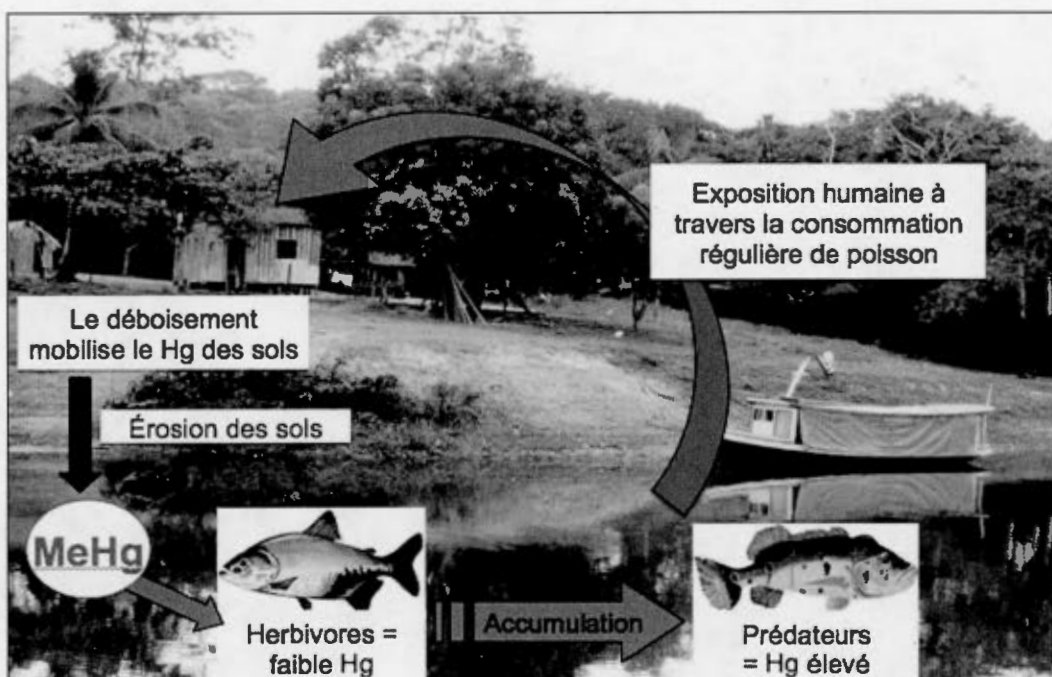 Exposition humaine à
travers la consommation
régulière de poisson
Le déboisement
mobilise le Hg des sols
Érosion des sols
MeHg
Herbivores =
faible Hg
Accumulation
Prédateurs
= Hg élevé